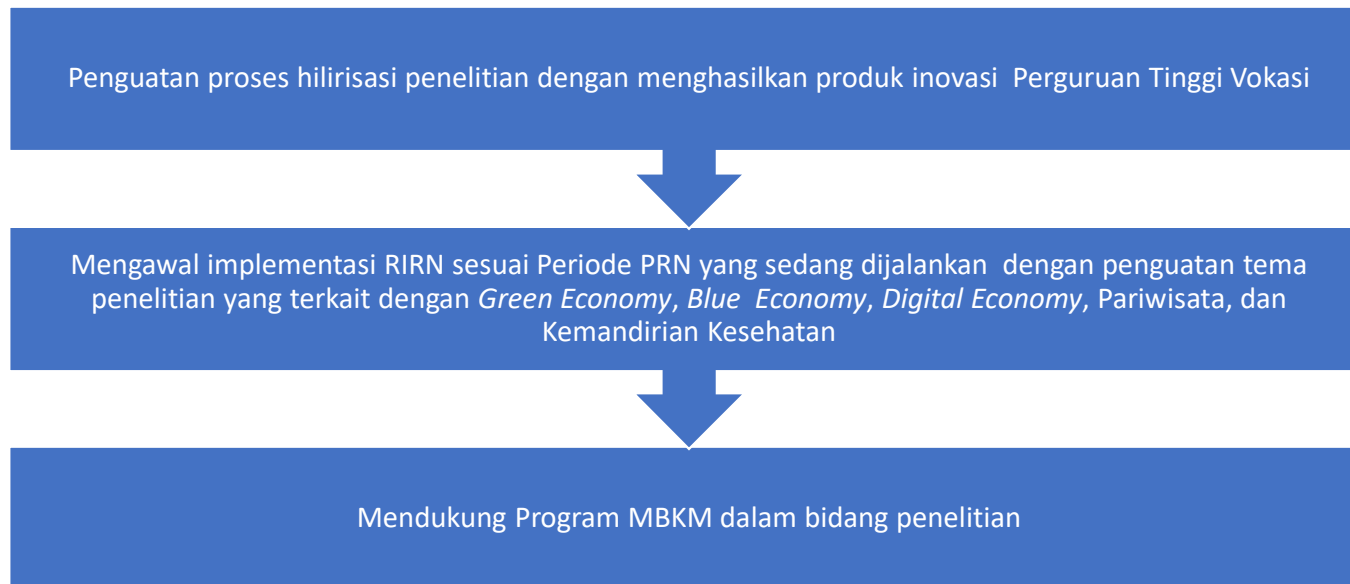 Penguatan proses hilirisasi penelitian dengan menghasilkan produk inovasi  Perguruan Tinggi Vokasi
Mengawal implementasi RIRN sesuai Periode PRN yang sedang dijalankan  dengan penguatan tema
penelitian yang terkait dengan Green Economy, Blue  Economy, Digital Economy, Pariwisata, dan
Kemandirian Kesehatan
Mendukung Program MBKM dalam bidang penelitian